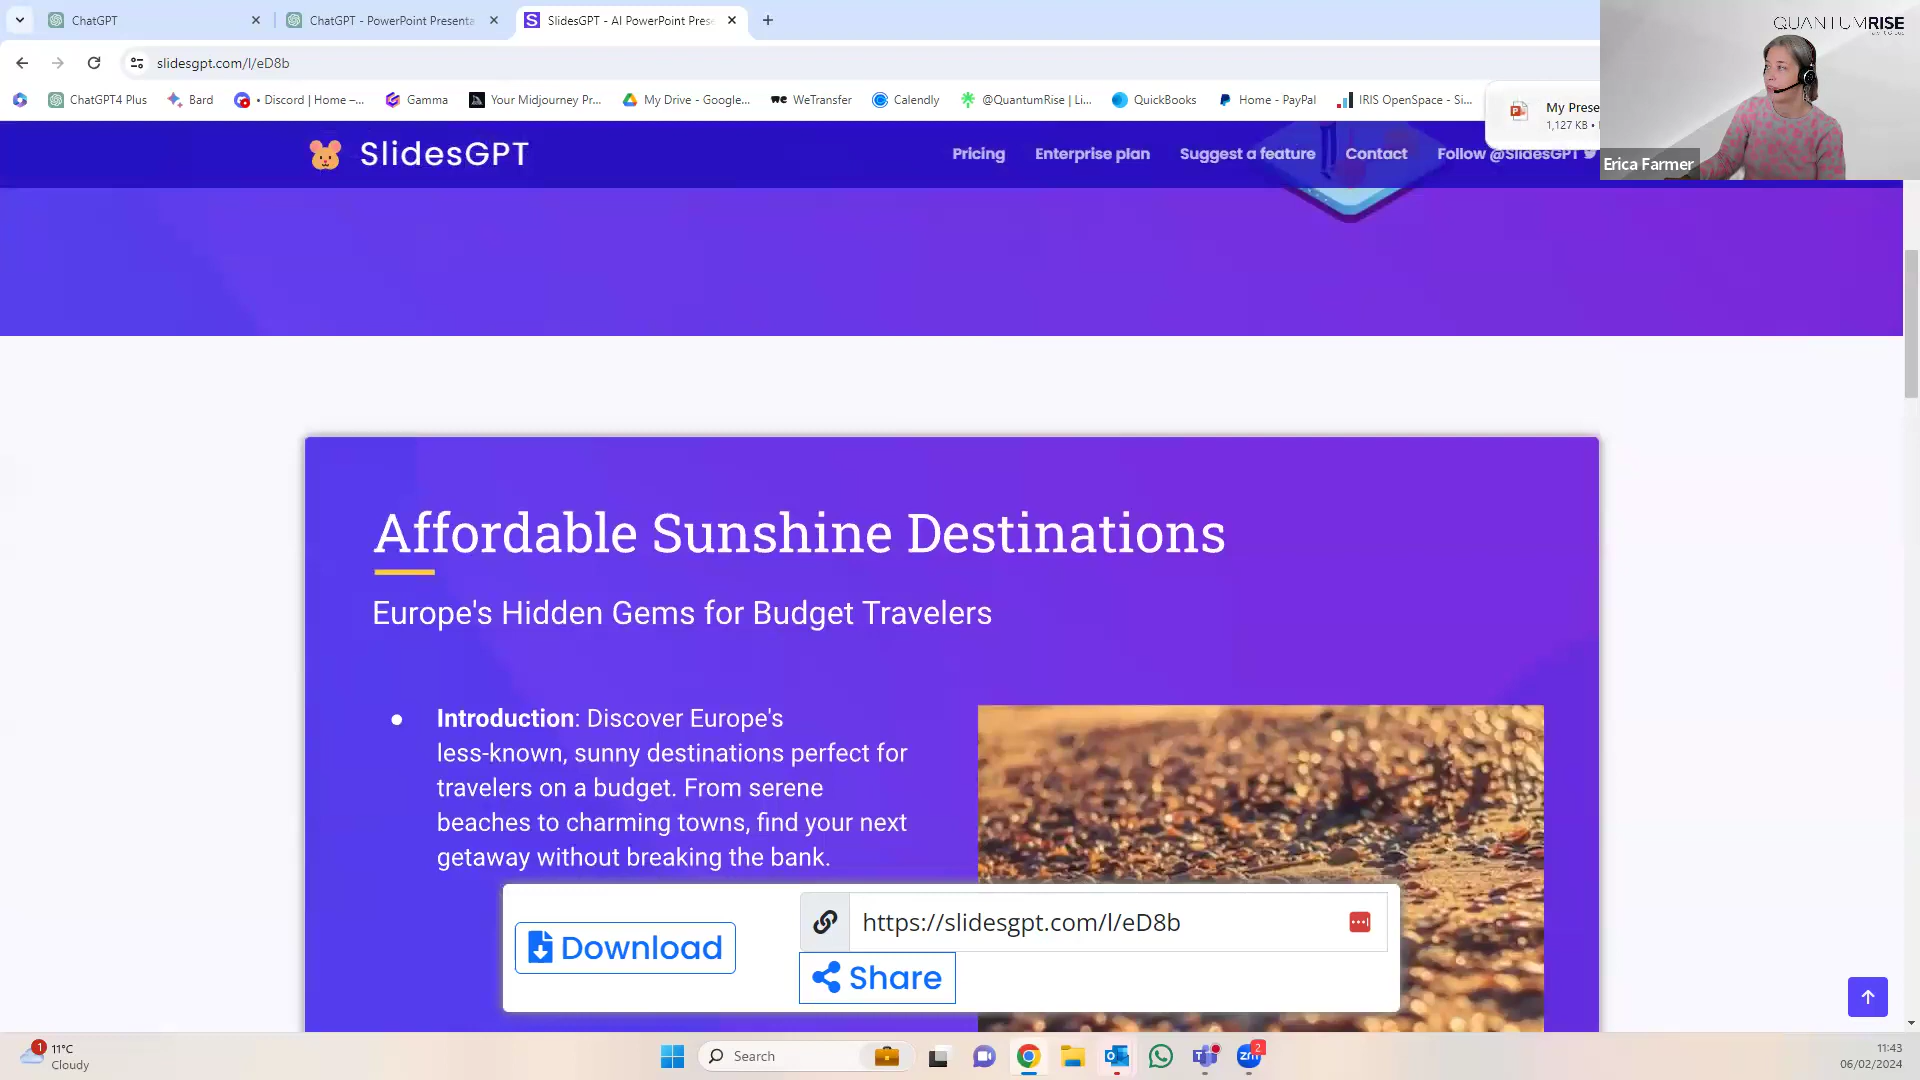 ChatGPT
ChatGPT - PowerPoint Presenta
SlidesGPT - AI PowerPoint Prese
slidesgpt.com/l/eD8b
ChatGPT4 Plus
Bard
• Discord | Home –...
Gamma
Your Midjourney Pr...
My Drive - Google...
WeTransfer
Calendly
@QuantumRise | Li...
QuickBooks
Home - PayPal
IRIS OpenSpace - Si...
My Prese
1,127 KB •
QUANTUMRISE
Erica Farmer
SlidesGPT
Pricing
Enterprise plan
Suggest a feature
Contact
Follow @SlidesGPT
Affordable Sunshine Destinations
Europe's Hidden Gems for Budget Travelers
● Introduction: Discover Europe's
less-known, sunny destinations perfect for
travelers on a budget. From serene
beaches to charming towns, find your next
getaway without breaking the bank.
Download
https://slidesgpt.com/l/eD8b
Share
1
11°C
Cloudy
Search
zm
2
11:43
06/02/2024